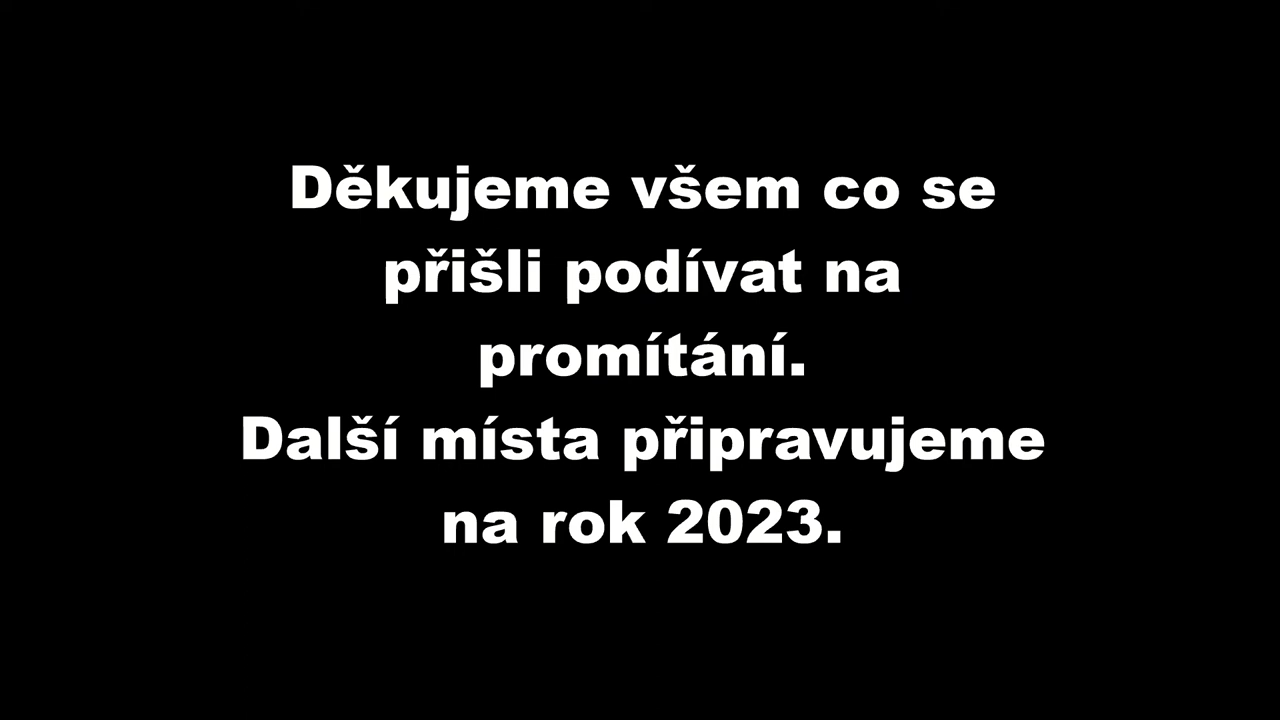 Děkujeme všem co se
přišli podívat na
promítání.
Další místa připravujeme
na rok 2023.